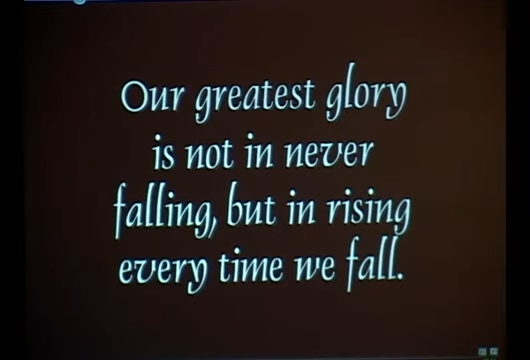 Our greatest glory
is not in never
falling, but in rising
every time we fall.